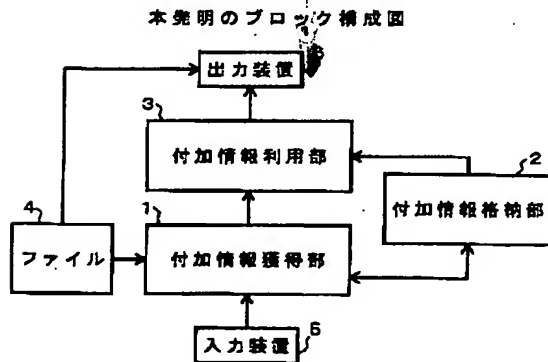 本発明のブロック構成図
出力装置
3
付加情報利用部
2
付加情報格納部
4
ファイル
1
付加情報獲得部
入力装置
5